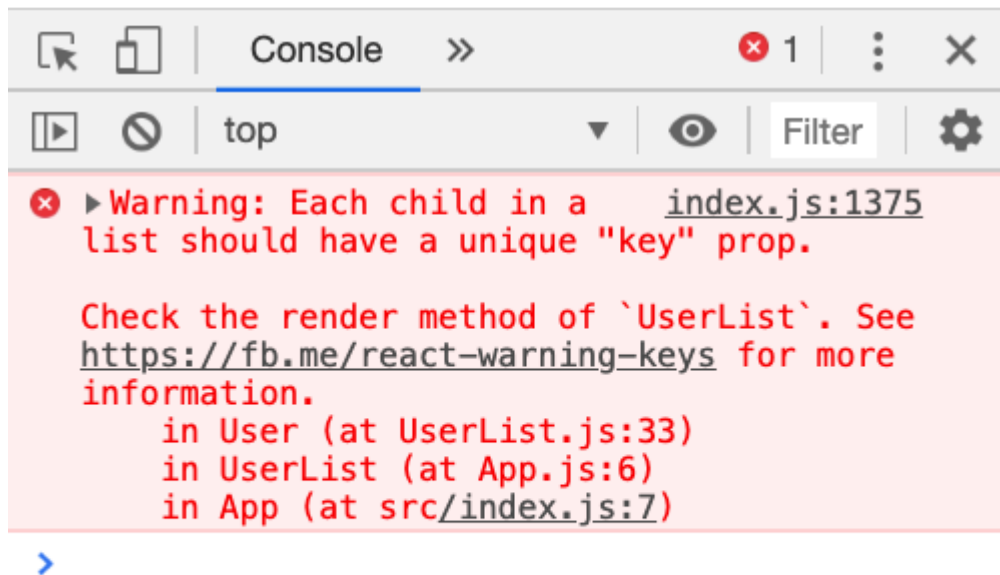 Console » 1
top Filter
Warning: Each child in a index.js:1375
list should have a unique "key" prop.
Check the render method of `UserList`. See
https://fb.me/react-warning-keys for more
information.
in User (at UserList.js:33)
in UserList (at App.js:6)
in App (at src/index.js:7)